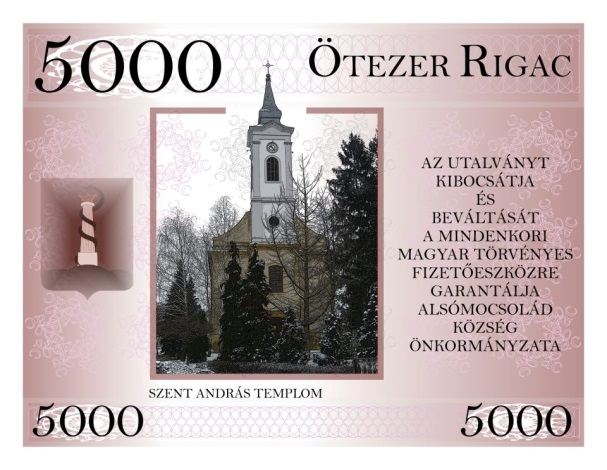 5000
ÖTEZER RIGAC
AZ UTALVÁNYT
KIBOCSÁTJA
ÉS
BEVÁLTÁSÁT
A MINDENKORI
MAGYAR TÖRVÉNYES
FIZETŐESZKÖZRE
GARANTÁLJA
ALSÓMOCSOLÁD
KÖZSÉG
ÖNKORMÁNYZATA
SZENT ANDRÁS TEMPLOM
5000
5000